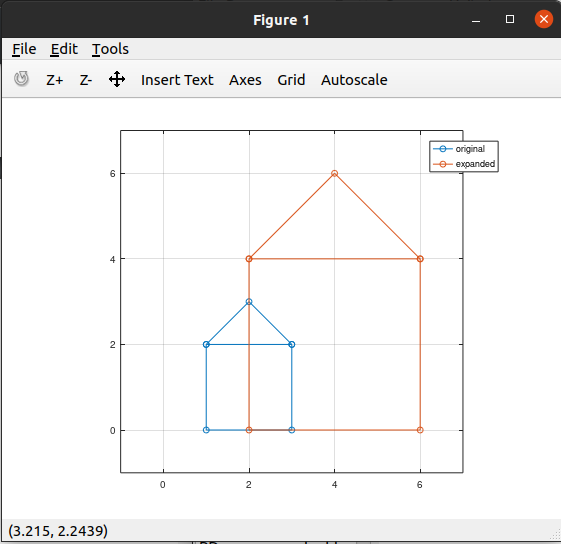 Figure 1
File Edit Tools
Z+ Z- Insert Text Axes Grid Autoscale
original
expanded
6
4
2
0
0 2 4 6
(3.215, 2.2439)